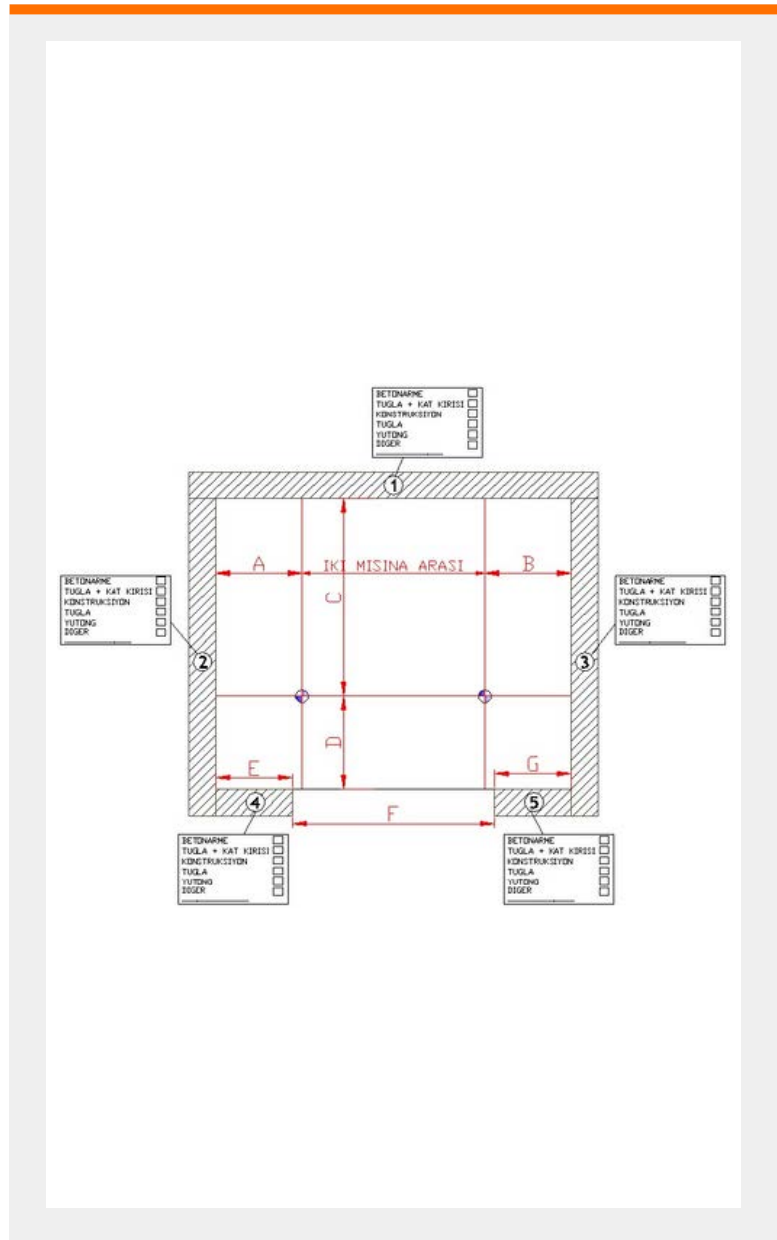 BETONARME
TUGLA + KAT KIRISI
KONSTRUKSIYON
TUGLA
YUTONG
DIGER
1
A
IKI MISINA ARASI
B
C
BETONARME
TUGLA + KAT KIRISI
KONSTRUKSIYON
TUGLA
YUTONG
DIGER
BETONARME
TUGLA + KAT KIRISI
KONSTRUKSIYON
TUGLA
YUTONG
DIGER
2
3
D
E
G
4
F
5
BETONARME
TUGLA + KAT KIRISI
KONSTRUKSIYON
TUGLA
YUTONG
DIGER
BETONARME
TUGLA + KAT KIRISI
KONSTRUKSIYON
TUGLA
YUTONG
DIGER